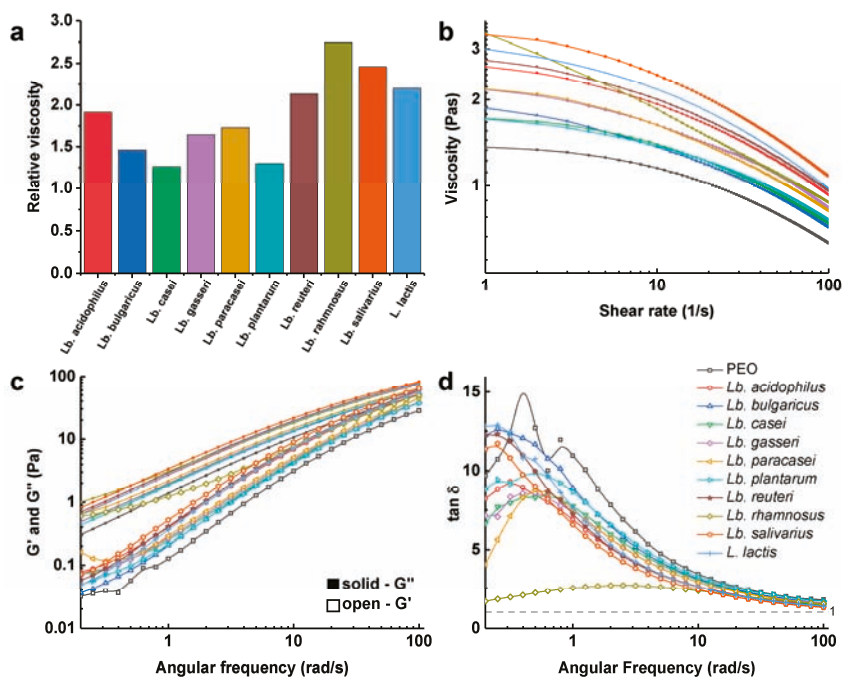 a
Relative viscosity
3.0
2.5
2.0
1.5
1.0
0.5
0.0
Lb. acidophilus
Lb. bulgaricus
Lb. casei
Lb. gasseri
Lb. paracasei
Lb. plantarum
Lb. reuteri
Lb. rahmnosus
Lb. salivarius
L. lactis
b
Viscosity (Pas)
3
2
1
1
10
100
Shear rate (1/s)
c
G' and G'' (Pa)
100
10
1
0.1
0.01
solid - G''
open - G'
1
10
100
Angular frequency (rad/s)
d
tan δ
15
10
5
0
PEO
Lb. acidophilus
Lb. bulgaricus
Lb. casei
Lb. gasseri
Lb. paracasei
Lb. plantarum
Lb. reuteri
Lb. rhamnosus
Lb. salivarius
L. lactis
1
1
10
100
Angular Frequency (rad/s)